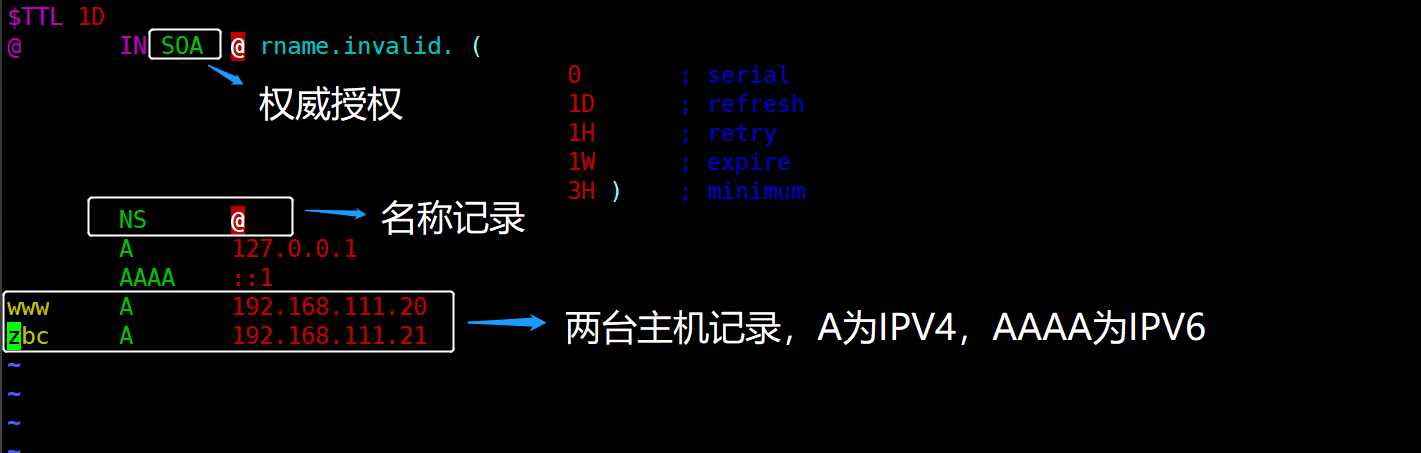 $TTL 1D
@ IN SOA @ rname.invalid. (
0 ; serial
权威授权
1D ; refresh
1H ; retry
1W ; expire
3H ) ; minimum
NS @
名称记录
A 127.0.0.1
AAAA ::1
www A 192.168.111.20
zbc A 192.168.111.21
两台主机记录，A为IPV4，AAAA为IPV6
~
~
~
~